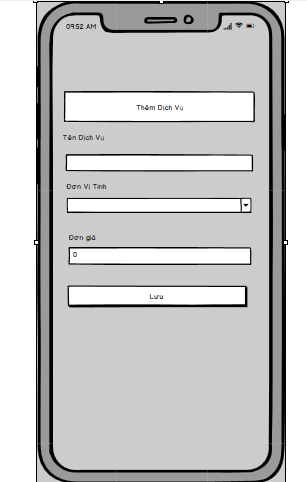 09:52 AM
Thêm Dịch Vụ
Tên Dịch Vụ
Đơn Vị Tính
Đơn giá
0
Lưu